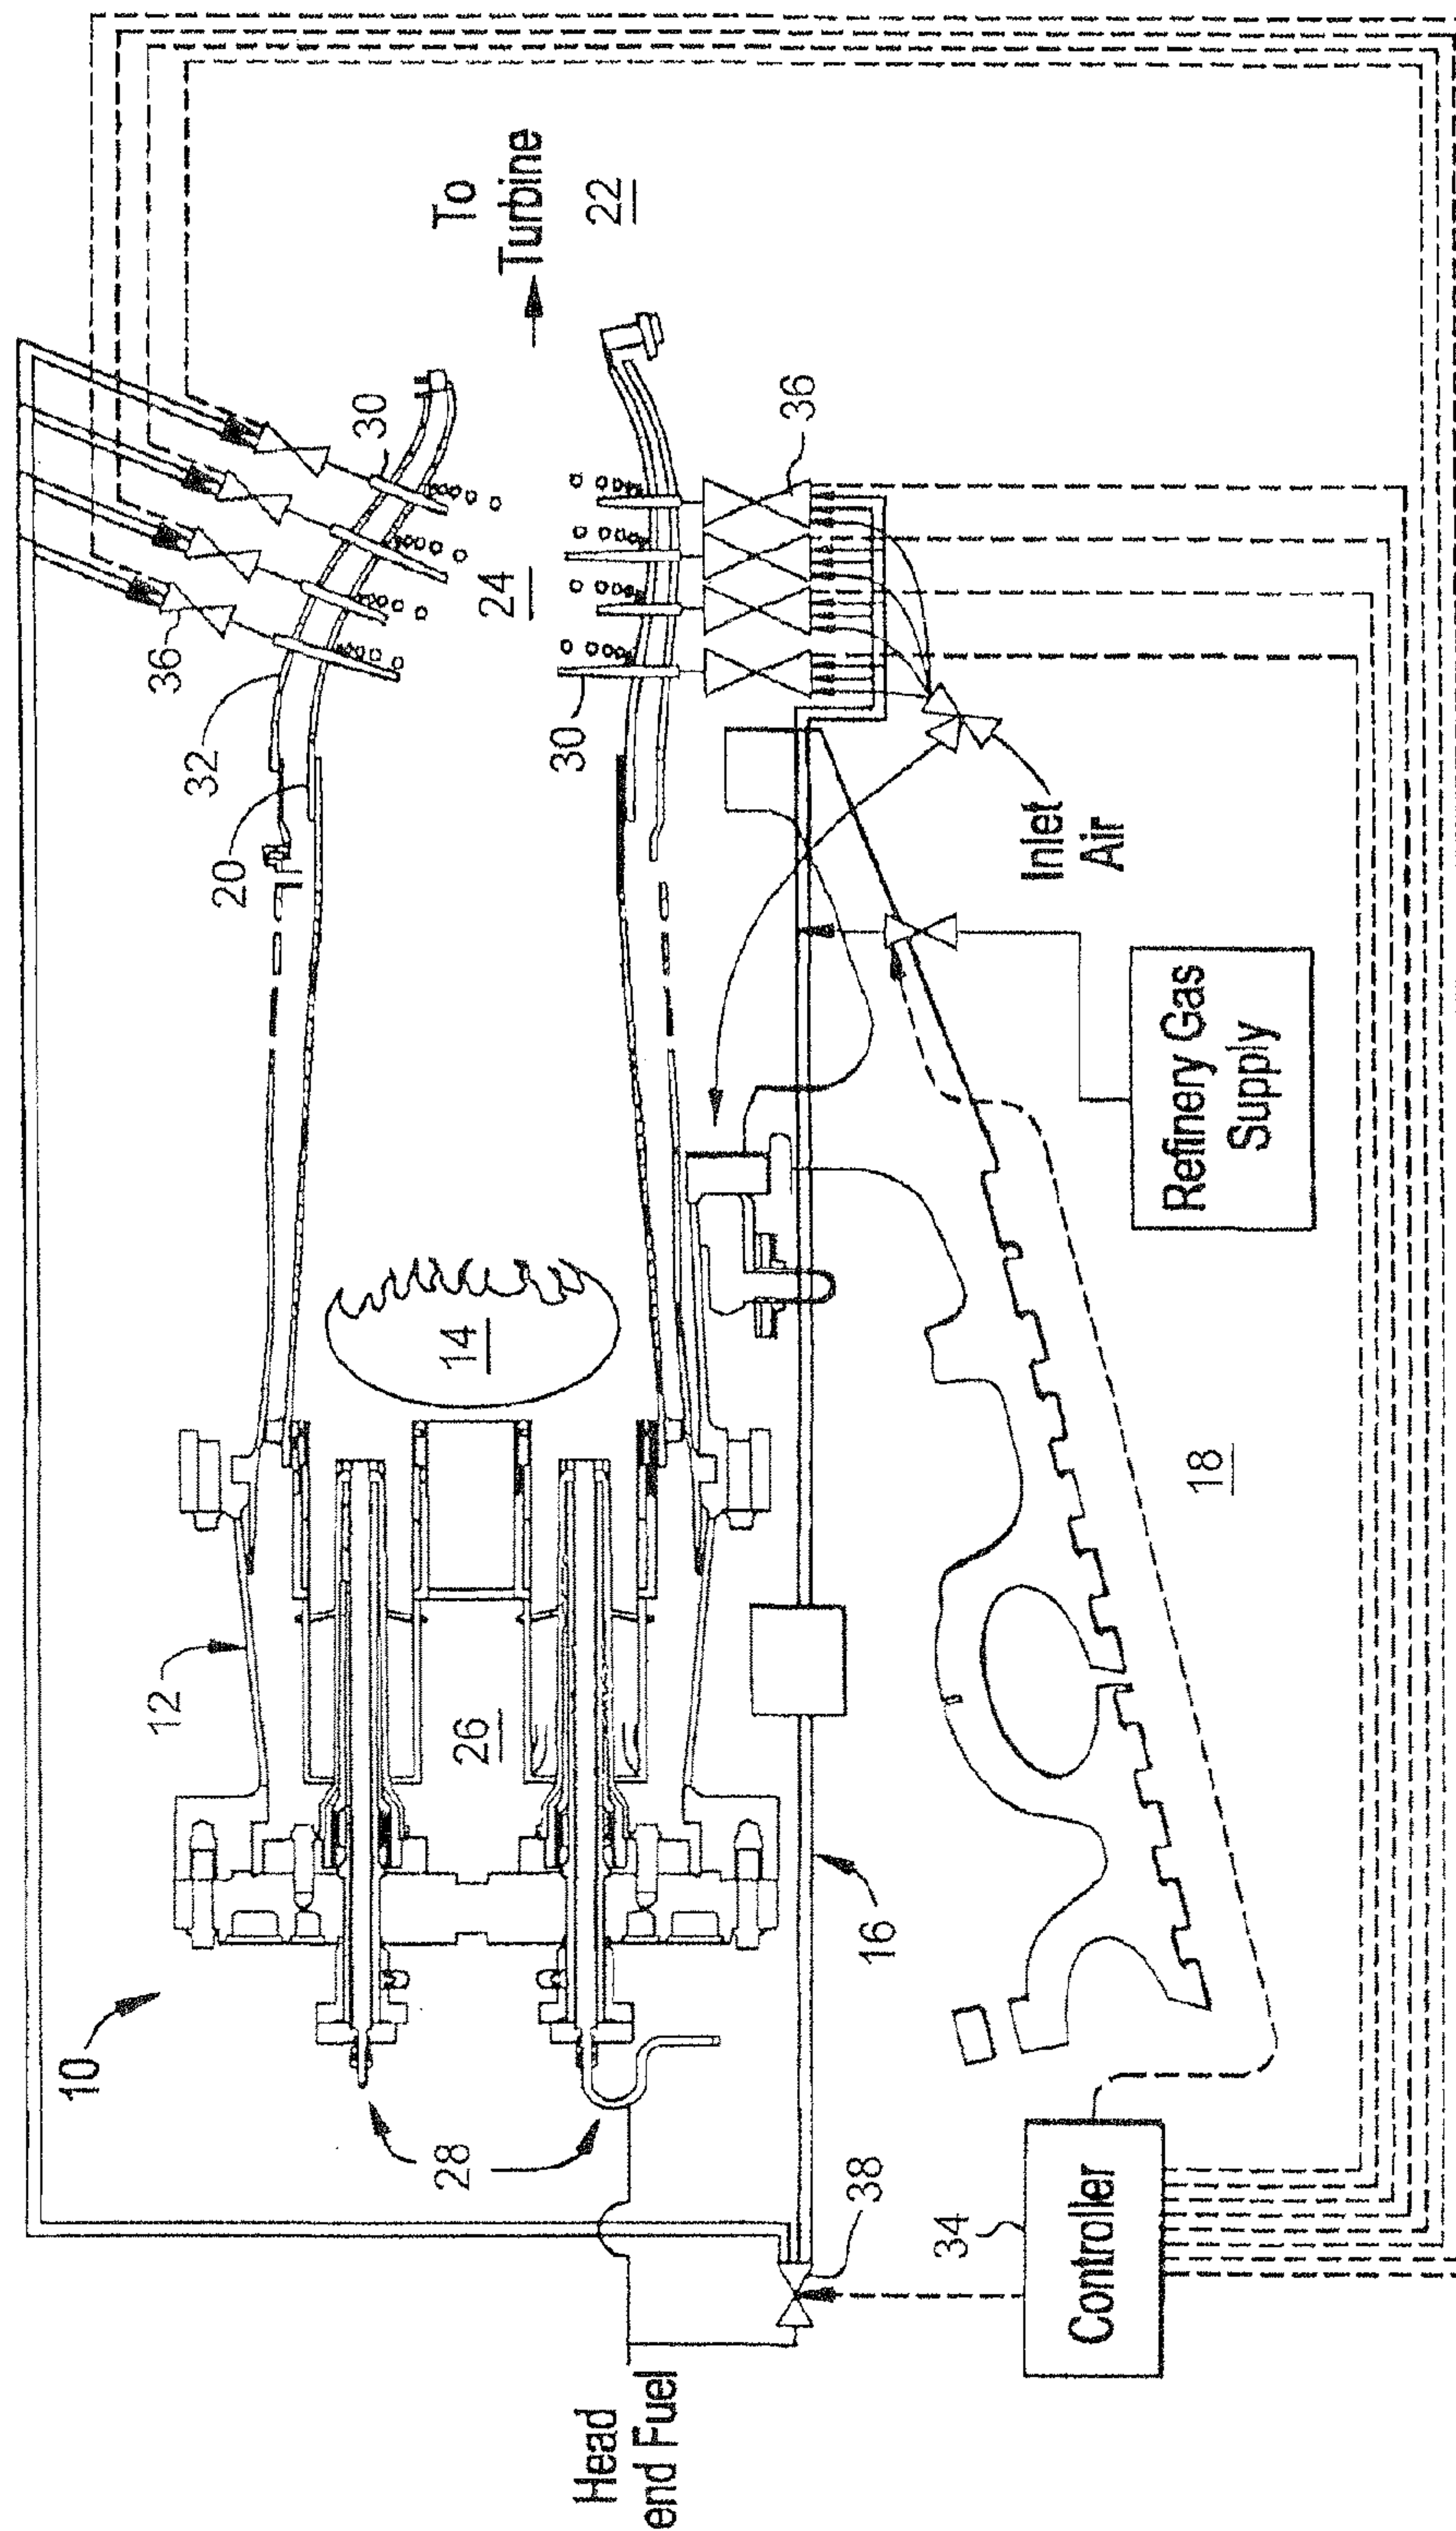 10
12
14
16
18
20
22
24
26
28
30
30
32
34
36
36
38
To
Turbine
Inlet
Air
Refinery Gas
Supply
Controller
Head
end Fuel